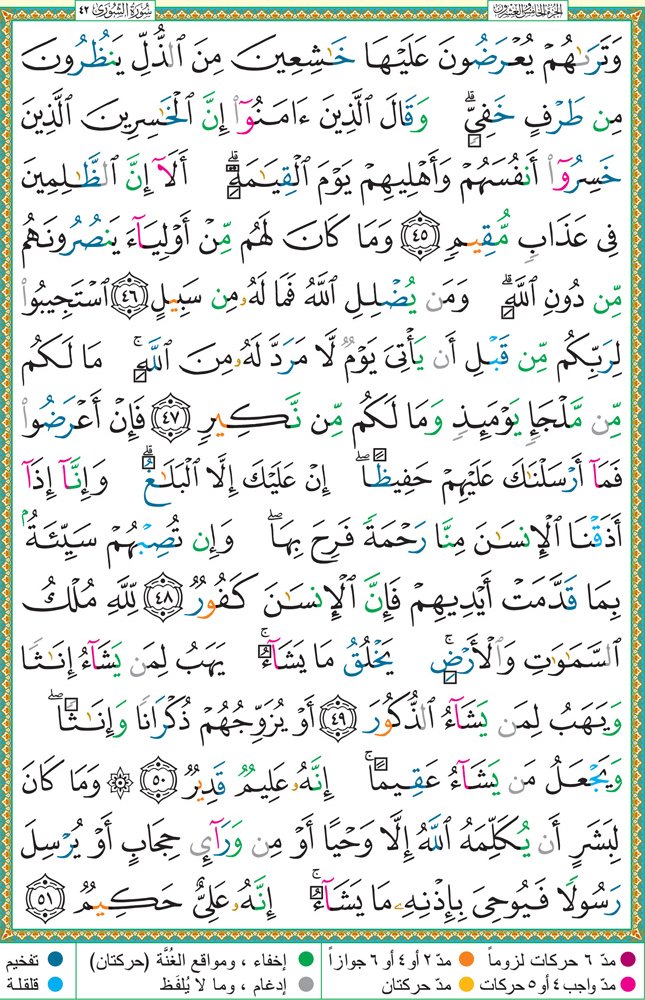 الجزء الخامس والعشرون
سُورَةُ الشُّورَىٰ ٤٢
وَتَرَىٰهُمْ يُعْرَضُونَ عَلَيْهَا خَٰشِعِينَ مِنَ ٱلذُّلِّ يَنظُرُونَ
مِن طَرْفٍ خَفِىٍّ ۗ وَقَالَ ٱلَّذِينَ ءَامَنُوٓا۟ إِنَّ ٱلْخَٰسِرِينَ ٱلَّذِينَ
خَسِرُوٓا۟ أَنفُسَهُمْ وَأَهْلِيهِمْ يَوْمَ ٱلْقِيَٰمَةِ ۗ أَلَآ إِنَّ ٱلظَّٰلِمِينَ
فِى عَذَابٍ مُّقِيمٍ ٤٥ وَمَا كَانَ لَهُم مِّنْ أَوْلِيَآءَ يَنصُرُونَهُم
مِّن دُونِ ٱللَّهِ ۗ وَمَن يُضْلِلِ ٱللَّهُ فَمَا لَهُۥ مِن سَبِيلٍ ٤٦ ٱسْتَجِيبُوا۟
لِرَبِّكُم مِّن قَبْلِ أَن يَأْتِىَ يَوْمٌ لَّا مَرَدَّ لَهُۥ مِنَ ٱللَّهِ ۚ مَا لَكُم
مِّن مَّلْجَإٍ يَوْمَئِذٍ وَمَا لَكُم مِّن نَّكِيرٍ ٤٧ فَإِنْ أَعْرَضُوا۟
فَمَآ أَرْسَلْنَٰكَ عَلَيْهِمْ حَفِيظًا ۖ إِنْ عَلَيْكَ إِلَّا ٱلْبَلَٰغُ ۗ وَإِنَّآ إِذَآ
أَذَقْنَا ٱلْإِنسَٰنَ مِنَّا رَحْمَةً فَرِحَ بِهَا ۖ وَإِن تُصِبْهُمْ سَيِّئَةٌۢ
بِمَا قَدَّمَتْ أَيْدِيهِمْ فَإِنَّ ٱلْإِنسَٰنَ كَفُورٌ ٤٨ لِّلَّهِ مُلْكُ
ٱلسَّمَٰوَٰتِ وَٱلْأَرْضِ ۚ يَخْلُقُ مَا يَشَآءُ ۚ يَهَبُ لِمَن يَشَآءُ إِنَٰثًا
وَيَهَبُ لِمَن يَشَآءُ ٱلذُّكُورَ ٤٩ أَوْ يُزَوِّجُهُمْ ذُكْرَانًا وَإِنَٰثًا ۖ
وَيَجْعَلُ مَن يَشَآءُ عَقِيمًا ۚ إِنَّهُۥ عَلِيمٌ قَدِيرٌ ٥٠ ۞ وَمَا كَانَ
لِبَشَرٍ أَن يُكَلِّمَهُ ٱللَّهُ إِلَّا وَحْيًا أَوْ مِن وَرَآئِ حِجَابٍ أَوْ يُرْسِلَ
رَسُولًا فَيُوحِىَ بِإِذْنِهِۦ مَا يَشَآءُ ۚ إِنَّهُۥ عَلِىٌّ حَكِيمٌ ٥١
مدّ ٦ حركات لزوماً مدّ ٢ أو ٤ أو ٦ جوازاً إخفاء ، ومواقع الغُنَّة (حركتان) تفخيم
مدّ واجب ٤ أو ٥ حركات مدّ حركتان إدغام ، وما لا يُلفَظ قلقلة